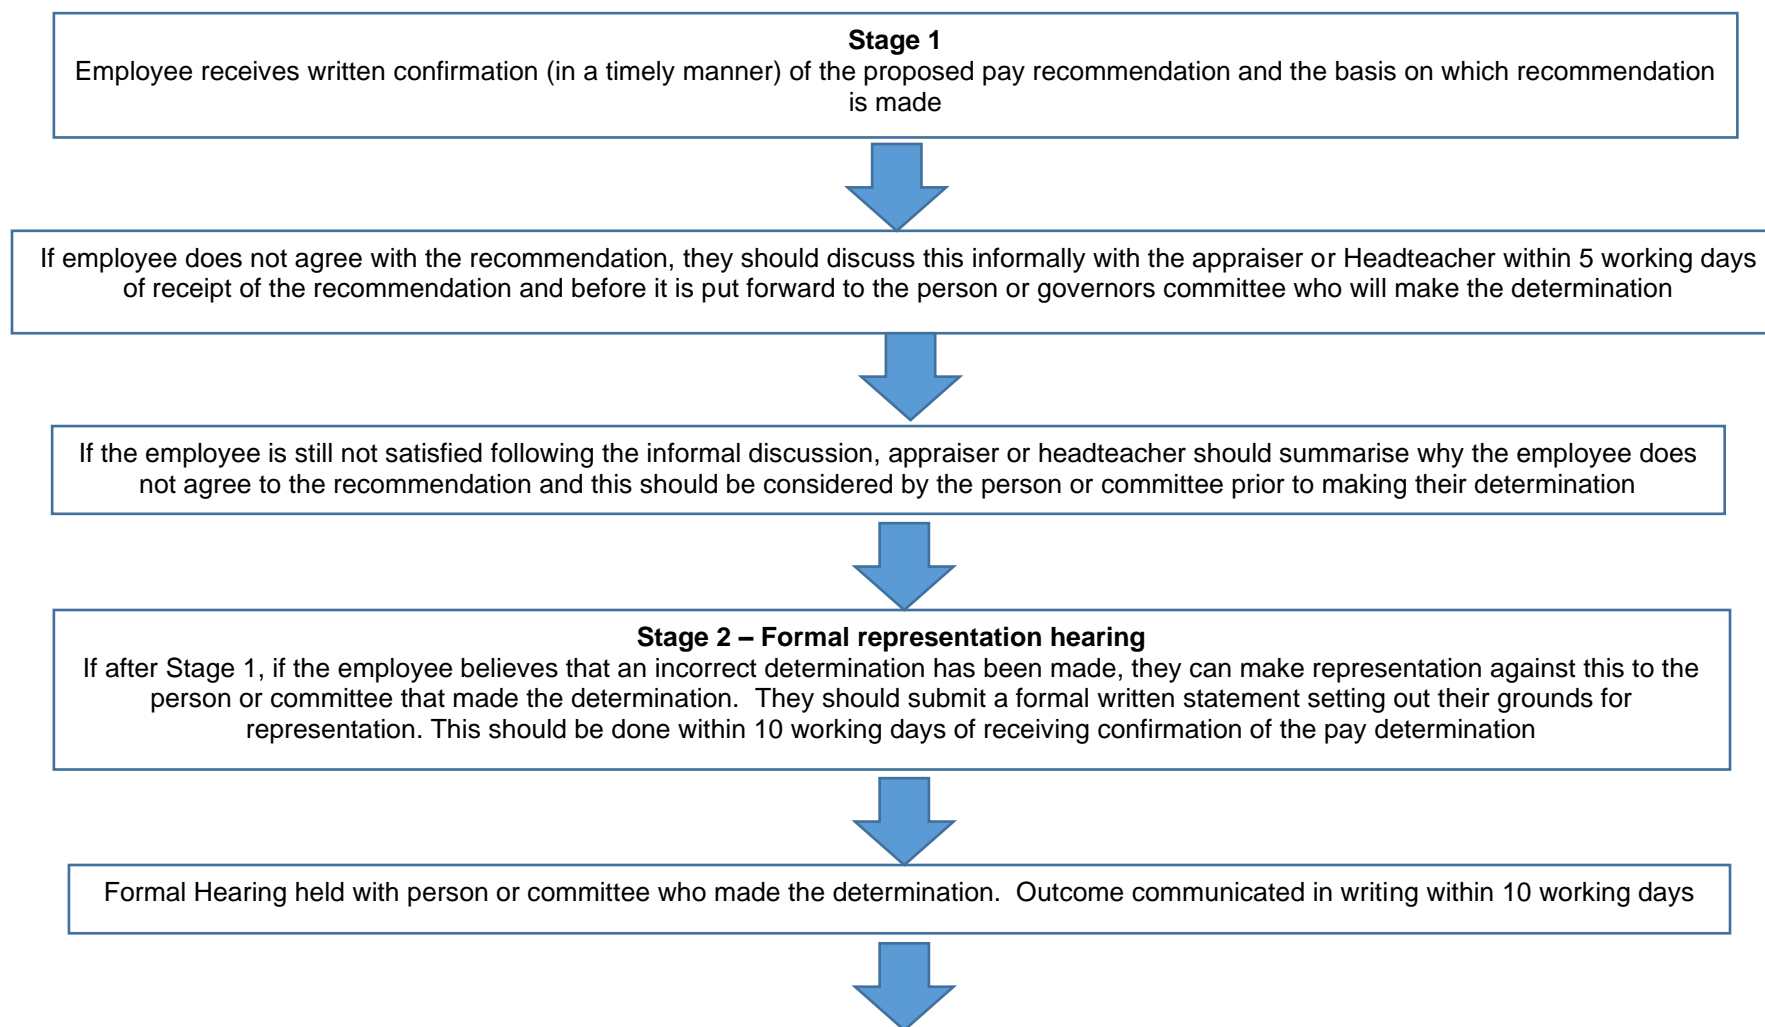 Stage 1
Employee receives written confirmation (in a timely manner) of the proposed pay recommendation and the basis on which recommendation
is made
If employee does not agree with the recommendation, they should discuss this informally with the appraiser or Headteacher within 5 working days
of receipt of the recommendation and before it is put forward to the person or governors committee who will make the determination
If the employee is still not satisfied following the informal discussion, appraiser or headteacher should summarise why the employee does
not agree to the recommendation and this should be considered by the person or committee prior to making their determination
Stage 2 – Formal representation hearing
If after Stage 1, if the employee believes that an incorrect determination has been made, they can make representation against this to the
person or committee that made the determination.  They should submit a formal written statement setting out their grounds for
representation. This should be done within 10 working days of receiving confirmation of the pay determination
Formal Hearing held with person or committee who made the determination.  Outcome communicated in writing within 10 working days